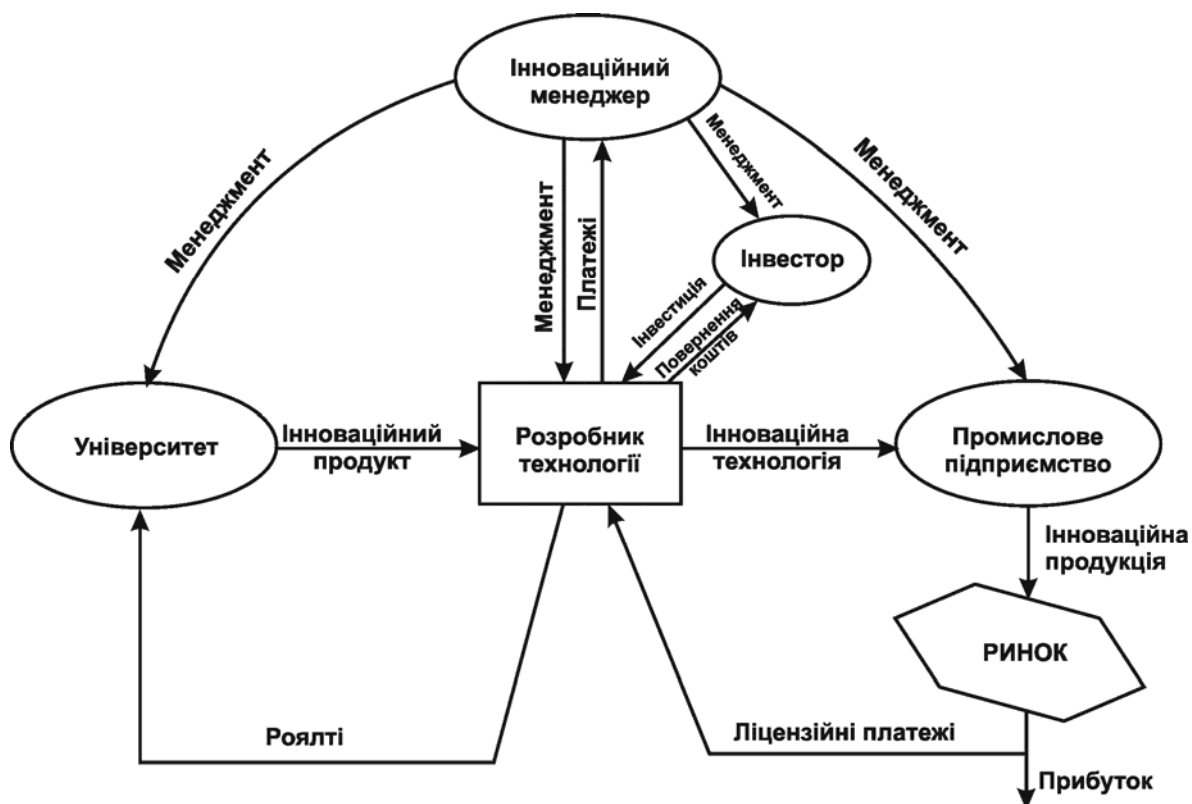 Інноваційний
менеджер
Менеджмент
Менеджмент
Платежі
Менеджмент
Менеджмент
Інвестор
Інвестиція
Повернення
коштів
Університет
Інноваційний
продукт
Розробник
технології
Інноваційна
технологія
Промислове
підприємство
Інноваційна
продукція
РИНОК
Роялті
Ліцензійні платежі
Прибуток